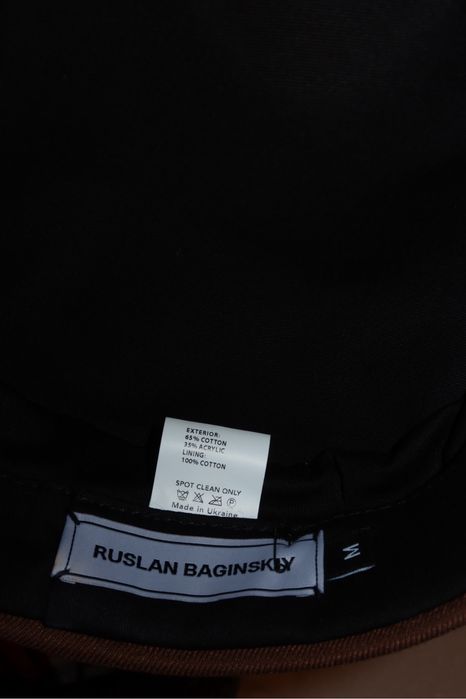 EXTERIOR:
65% COTTON
35% ACRYLIC
LINING:
100% COTTON
SPOT CLEAN ONLY
Made in Ukraine
RUSLAN BAGINSKIY
M